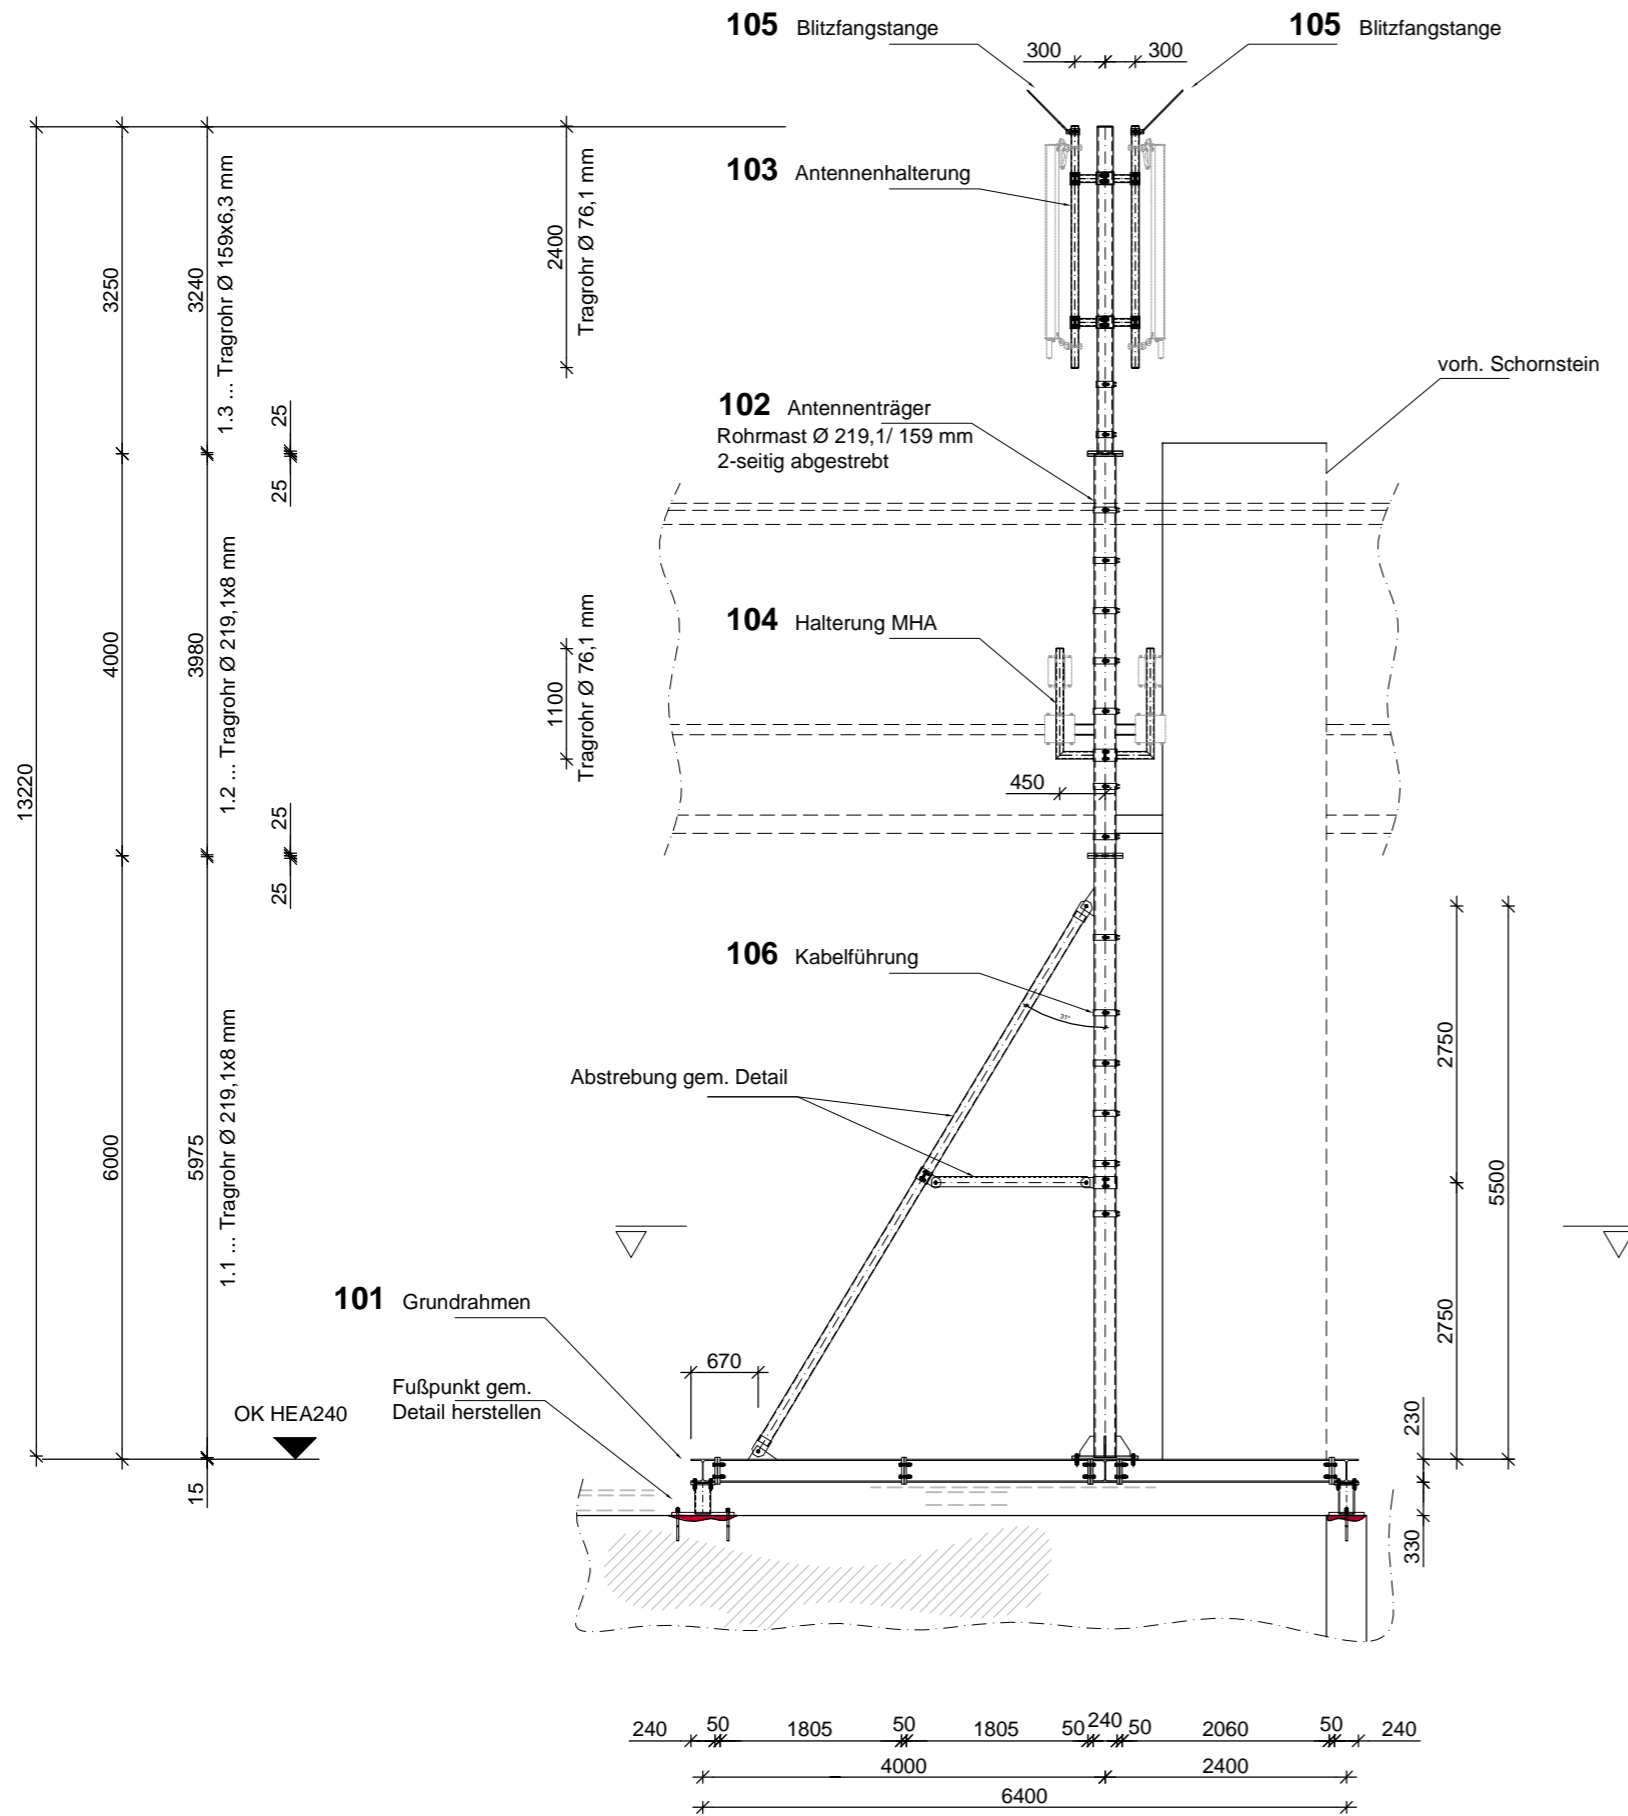 105 Blitzfangstange
105 Blitzfangstange
300
300
103 Antennenhalterung
2400
Tragrohr Ø 76,1 mm
3250
3240
1.3 ... Tragrohr Ø 159x6,3 mm
vorh. Schornstein
102 Antennenträger
Rohrmast Ø 219,1/ 159 mm
2-seitig abgestrebt
25
25
4000
3980
1.2 ... Tragrohr Ø 219,1x8 mm
104 Halterung MHA
1100
Tragrohr Ø 76,1 mm
13220
450
25
25
106 Kabelführung
31°
2750
Abstrebung gem. Detail
6000
5975
1.1 ... Tragrohr Ø 219,1x8 mm
5500
101 Grundrahmen
2750
670
Fußpunkt gem.
Detail herstellen
OK HEA240
230
15
330
240
50
1805
50
1805
50
240
50
2060
50
240
4000
2400
6400